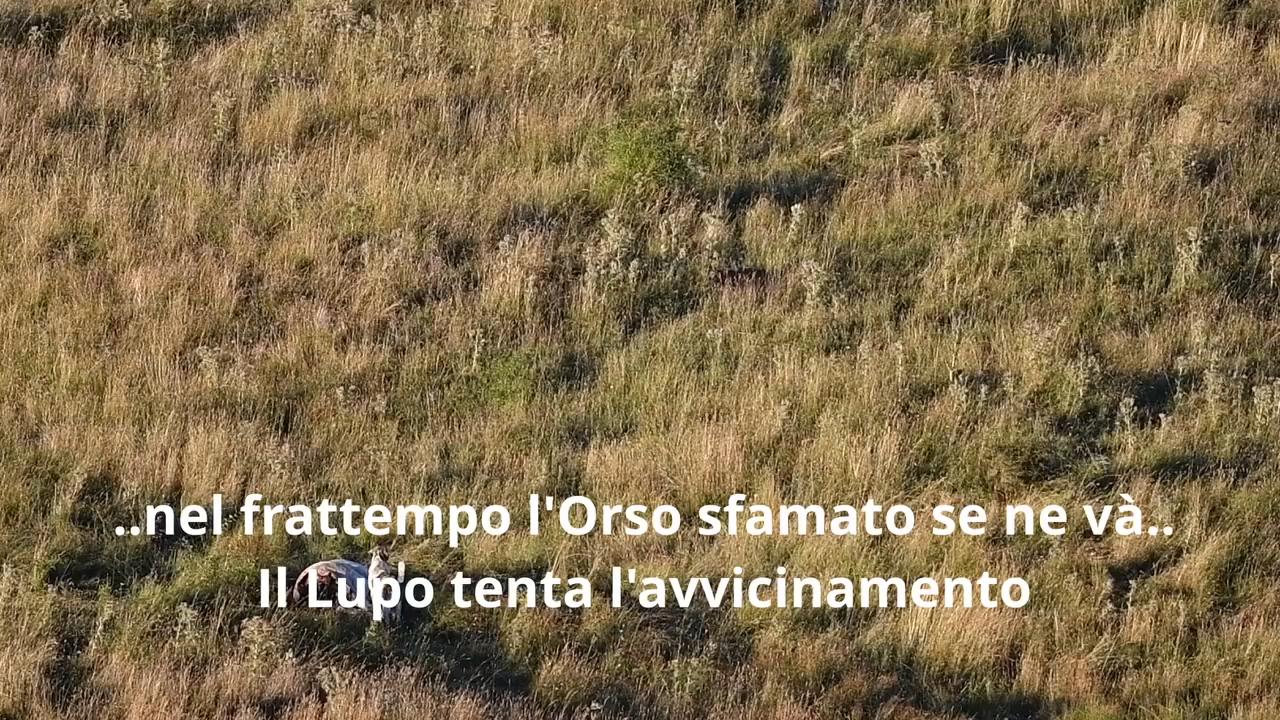 ..nel frattempo l'Orso sfamato se ne và..
Il Lupo tenta l'avvicinamento